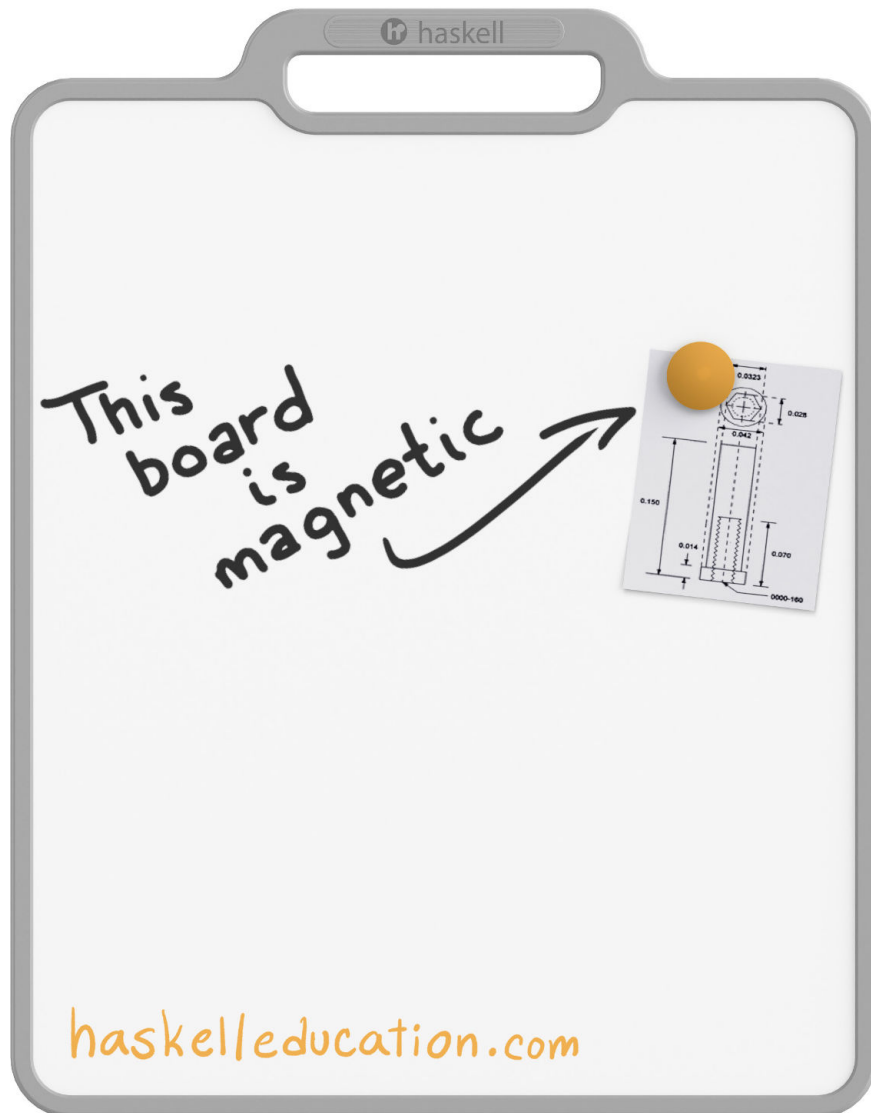 haskell
This
board
is
magnetic
0.0323
0.028
0.042
0.150
0.014
0.070
0000-160
haskelleducation.com